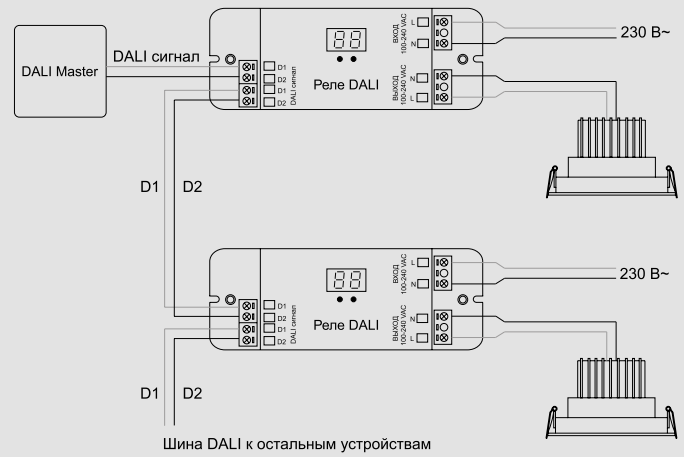 DALI Master
DALI сигнал
D1
D2
D1
D2
DALI сигнал
88
Реле DALI
ВХОД
100-240 VAC
L
N
ВЫХОД
100-240 VAC
N
L
230 В~
D1
D2
D1
D2
D1
D2
DALI сигнал
88
Реле DALI
ВХОД
100-240 VAC
L
N
ВЫХОД
100-240 VAC
N
L
230 В~
D1
D2
Шина DALI к остальным устройствам